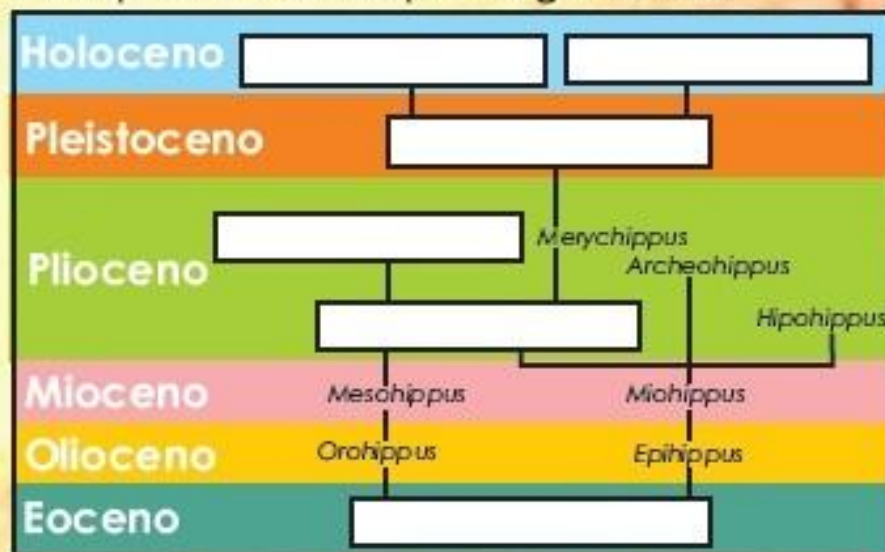 Holoceno
Pleistoceno
Merychippus
Archeohippus
Plioceno
Hipohippus
Mioceno Mesohippus Miohippus
Olioceno Orohippus Epihippus
Eoceno